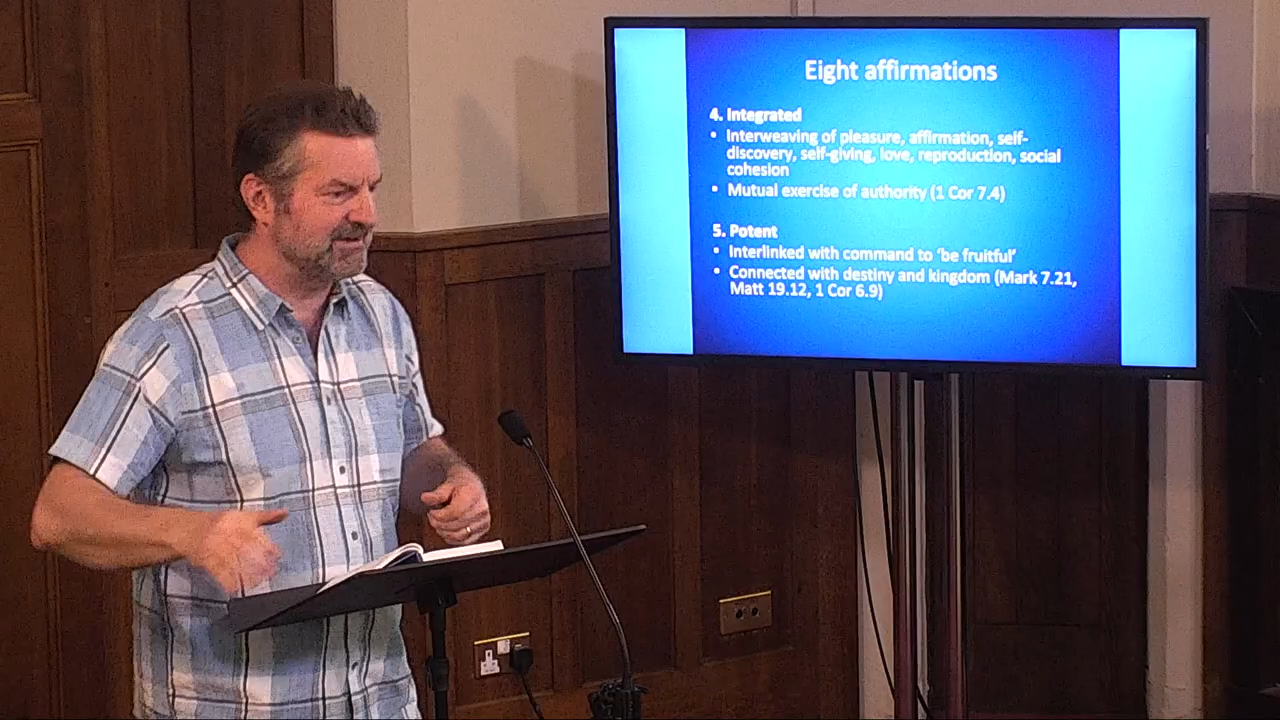 Eight affirmations
4. Integrated
• Interweaving of pleasure, affirmation, self-
discovery, self-giving, love, reproduction, social
cohesion
• Mutual exercise of authority (1 Cor 7.4)
5. Potent
• Interlinked with command to 'be fruitful'
• Connected with destiny and kingdom (Mark 7.21,
Matt 19.12, 1 Cor 6.9)